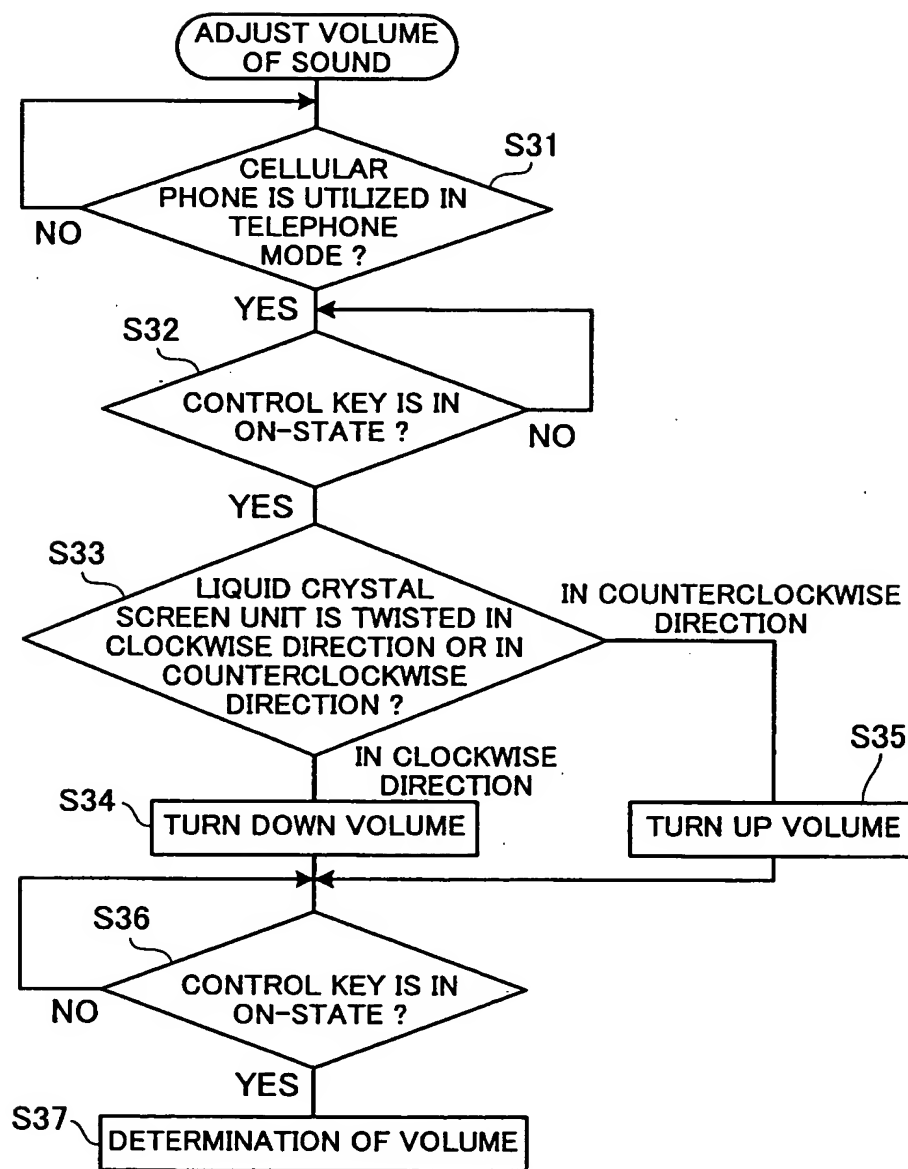 ADJUST VOLUME
OF SOUND
S31
CELLULAR
PHONE IS UTILIZED IN
TELEPHONE
MODE ?
NO
YES
S32
CONTROL KEY IS IN
ON-STATE ?
NO
YES
S33
LIQUID CRYSTAL
SCREEN UNIT IS TWISTED IN
CLOCKWISE DIRECTION OR IN
COUNTERCLOCKWISE
DIRECTION ?
IN COUNTERCLOCKWISE
DIRECTION
IN CLOCKWISE
DIRECTION
S34
TURN DOWN VOLUME
S35
TURN UP VOLUME
S36
CONTROL KEY IS IN
ON-STATE ?
NO
YES
S37
DETERMINATION OF VOLUME